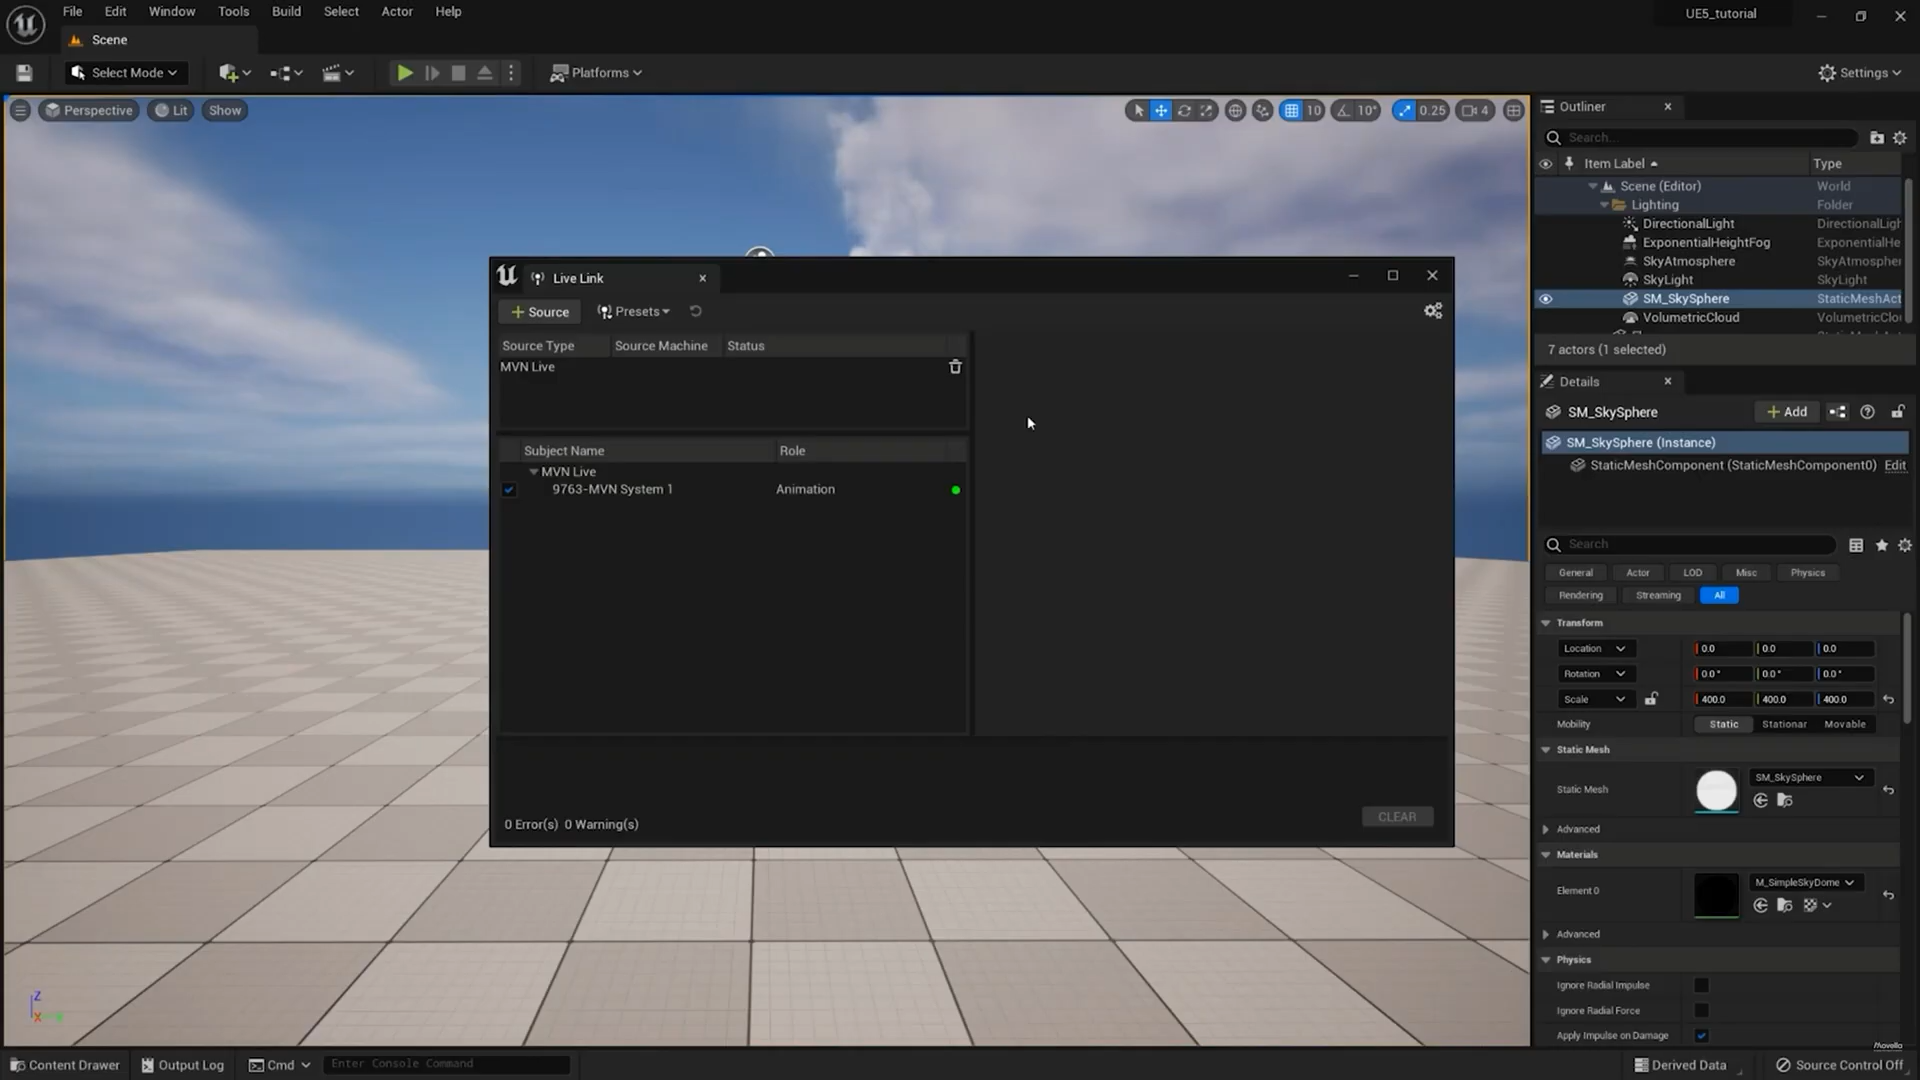 File Edit Window Tools Build Select Actor Help
UE5_tutorial
Scene
Select Mode
Platforms
Settings
Perspective Lit Show
10 10° 0.25 4
Outliner
Search...
Item Label Type
Scene (Editor) World
Lighting Folder
DirectionalLight DirectionalLigh
ExponentialHeightFog ExponentialHe
SkyAtmosphere SkyAtmospher
SkyLight SkyLight
SM_SkySphere StaticMeshAct
VolumetricCloud VolumetricClou
7 actors (1 selected)
Live Link
Source Presets
Source Type Source Machine Status
MVN Live
Subject Name Role
MVN Live
9763-MVN System 1 Animation
0 Error(s) 0 Warning(s)
CLEAR
Details
SM_SkySphere
Add
SM_SkySphere (Instance)
StaticMeshComponent (StaticMeshComponent0) Edit
Search
General Actor LOD Misc Physics
Rendering Streaming All
Transform
Location 0.0 0.0 0.0
Rotation 0.0° 0.0° 0.0°
Scale 400.0 400.0 400.0
Mobility Static Stationar Movable
Static Mesh
Static Mesh SM_SkySphere
Advanced
Materials
Element 0 M_SimpleSkyDome
Advanced
Physics
Ignore Radial Impulse
Ignore Radial Force
Apply Impulse on Damage
Z
X
Content Drawer Output Log Cmd Enter Console Command
Derived Data Source Control Off